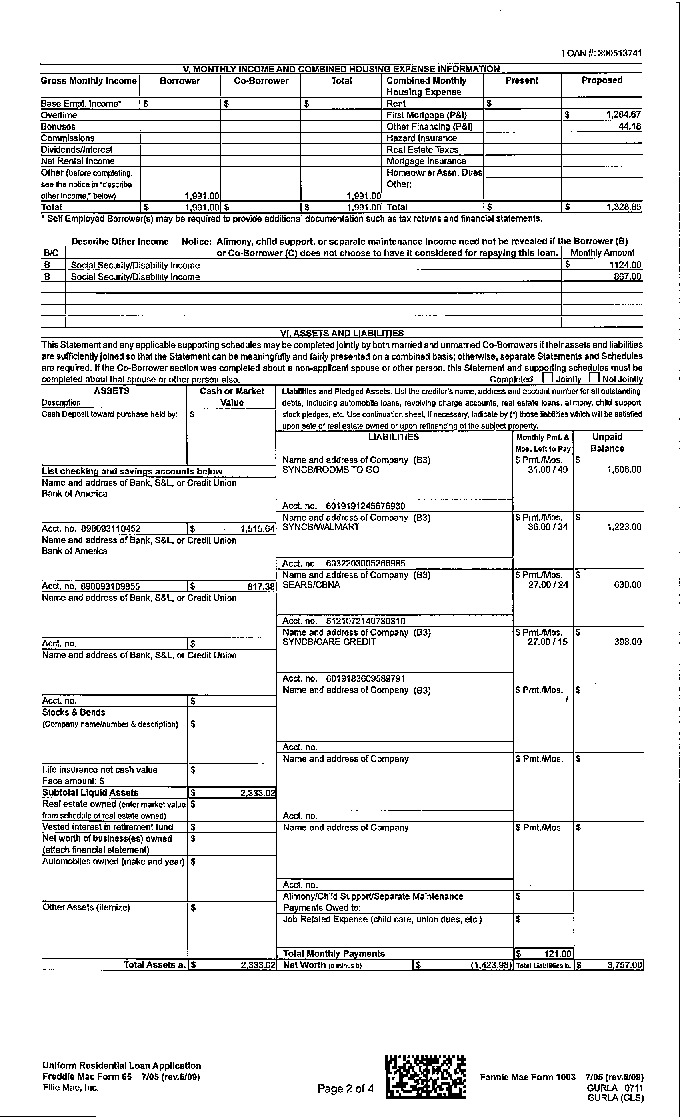 LOAN #: 300513741
V. MONTHLY INCOME AND COMBINED HOUSING EXPENSE INFORMATION
Gross Monthly Income Borrower Co-Borrower Total Combined Monthly Housing Expense Present Proposed
Base Empl. Income* $ $ $ Rent $
Overtime First Mortgage (P&I) $ 1,284.67
Bonuses Other Financing (P&I) 44.18
Commissions Hazard Insurance
Dividends/Interest Real Estate Taxes
Net Rental Income Mortgage Insurance
Other (before completing, Homeowner Assn. Dues
see the notice in "describe Other:
other income," below) 1,991.00 1,991.00
Total $ 1,991.00 $ $ 1,991.00 Total $ $ 1,328.85
* Self Employed Borrower(s) may be required to provide additional documentation such as tax returns and financial statements.
Describe Other Income Notice: Alimony, child support, or separate maintenance income need not be revealed if the Borrower (B)
B/C or Co-Borrower (C) does not choose to have it considered for repaying this loan. Monthly Amount
B Social Security/Disability Income $ 1124.00
B Social Security/Disability Income 867.00
VI. ASSETS AND LIABILITIES
This Statement and any applicable supporting schedules may be completed jointly by both married and unmarried Co-Borrowers if their assets and liabilities
are sufficiently joined so that the Statement can be meaningfully and fairly presented on a combined basis; otherwise, separate Statements and Schedules
are required. If the Co-Borrower section was completed about a non-applicant spouse or other person, this Statement and supporting schedules must be
completed about that spouse or other person also. Completed Jointly Not Jointly
ASSETS Cash or Market Value
Description
Cash Deposit toward purchase held by: $
Liabilities and Pledged Assets. List the creditor's name, address and account number for all outstanding
debts, including automobile loans, revolving charge accounts, real estate loans, alimony, child support
stock pledges, etc. Use continuation sheet, if necessary, indicate by (*) those liabilities which will be satisfied
upon sale of real estate owned or upon refinancing of the subject property.
LIABILITIES Monthly Pmt. & Mos. Left to Pay Unpaid Balance
Name and address of Company (B3) $ Pmt./Mos. $
List checking and savings accounts below SYNCB/ROOMS TO GO 31.00 / 49 1,506.00
Name and address of Bank, S&L, or Credit Union
Bank of America
Acct. no. 6019191245676930
Name and address of Company (B3) $ Pmt./Mos.
Acct. no. 898093110452 $ 1,515.64 SYNCB/WALMART 36.00 / 34 1,223.00
Name and address of Bank, S&L, or Credit Union
Bank of America
Acct. no. 6032203005266985
Name and address of Company (B3) $ Pmt./Mos.
Acct. no. 890093109855 $ 817.38 SEARS/CBNA 27.00 / 24 630.00
Name and address of Bank, S&L, or Credit Union
Acct. no. 5121072140780810
Name and address of Company (B3) $ Pmt./Mos.
Acct. no. $ SYNCB/CARE CREDIT 27.00 / 15 398.00
Name and address of Bank, S&L, or Credit Union
Acct. no. 6019183609589791
Name and address of Company (B3) $ Pmt./Mos. $
Acct. no. $ /
Stocks & Bonds $
(Company name/number & description)
Acct. no.
Name and address of Company $ Pmt./Mos. $
Life insurance net cash value $
Face amount: $
Subtotal Liquid Assets $ 2,333.02
Real estate owned (enter market value $
from schedule of real estate owned) Acct. no.
Vested interest in retirement fund $ Name and address of Company $ Pmt./Mos. $
Net worth of business(es) owned $
(attach financial statement)
Automobiles owned (make and year) $
Acct. no.
Alimony/Child Support/Separate Maintenance $
Other Assets (itemize) $ Payments Owed to:
Job Related Expense (child care, union dues, etc.) $
Total Monthly Payments $ 121.00
Total Assets a. $ 2,333.02 Net Worth (a minus b) $ (1,423.98) Total Liabilities b. $ 3,757.00
Uniform Residential Loan Application
Freddie Mac Form 65 7/05 (rev.6/09)
Ellie Mac, Inc.
Page 2 of 4
Fannie Mae Form 1003 7/05 (rev.6/09)
GURLA 0711
GURLA (CLS)